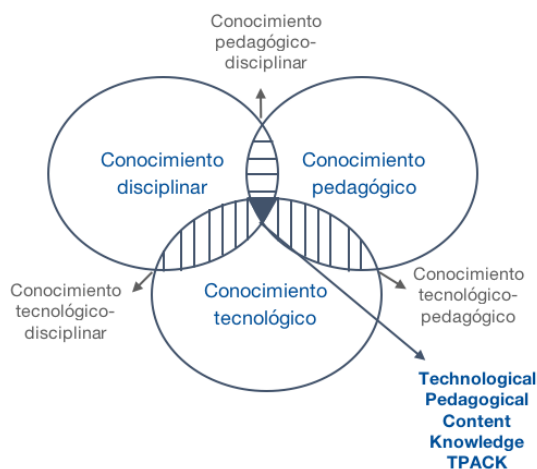 Conocimiento
pedagógico-
disciplinar
Conocimiento
disciplinar
Conocimiento
pedagógico
Conocimiento
tecnológico-
disciplinar
Conocimiento
tecnológico
Conocimiento
tecnológico-
pedagógico
Technological
Pedagogical
Content
Knowledge
TPACK